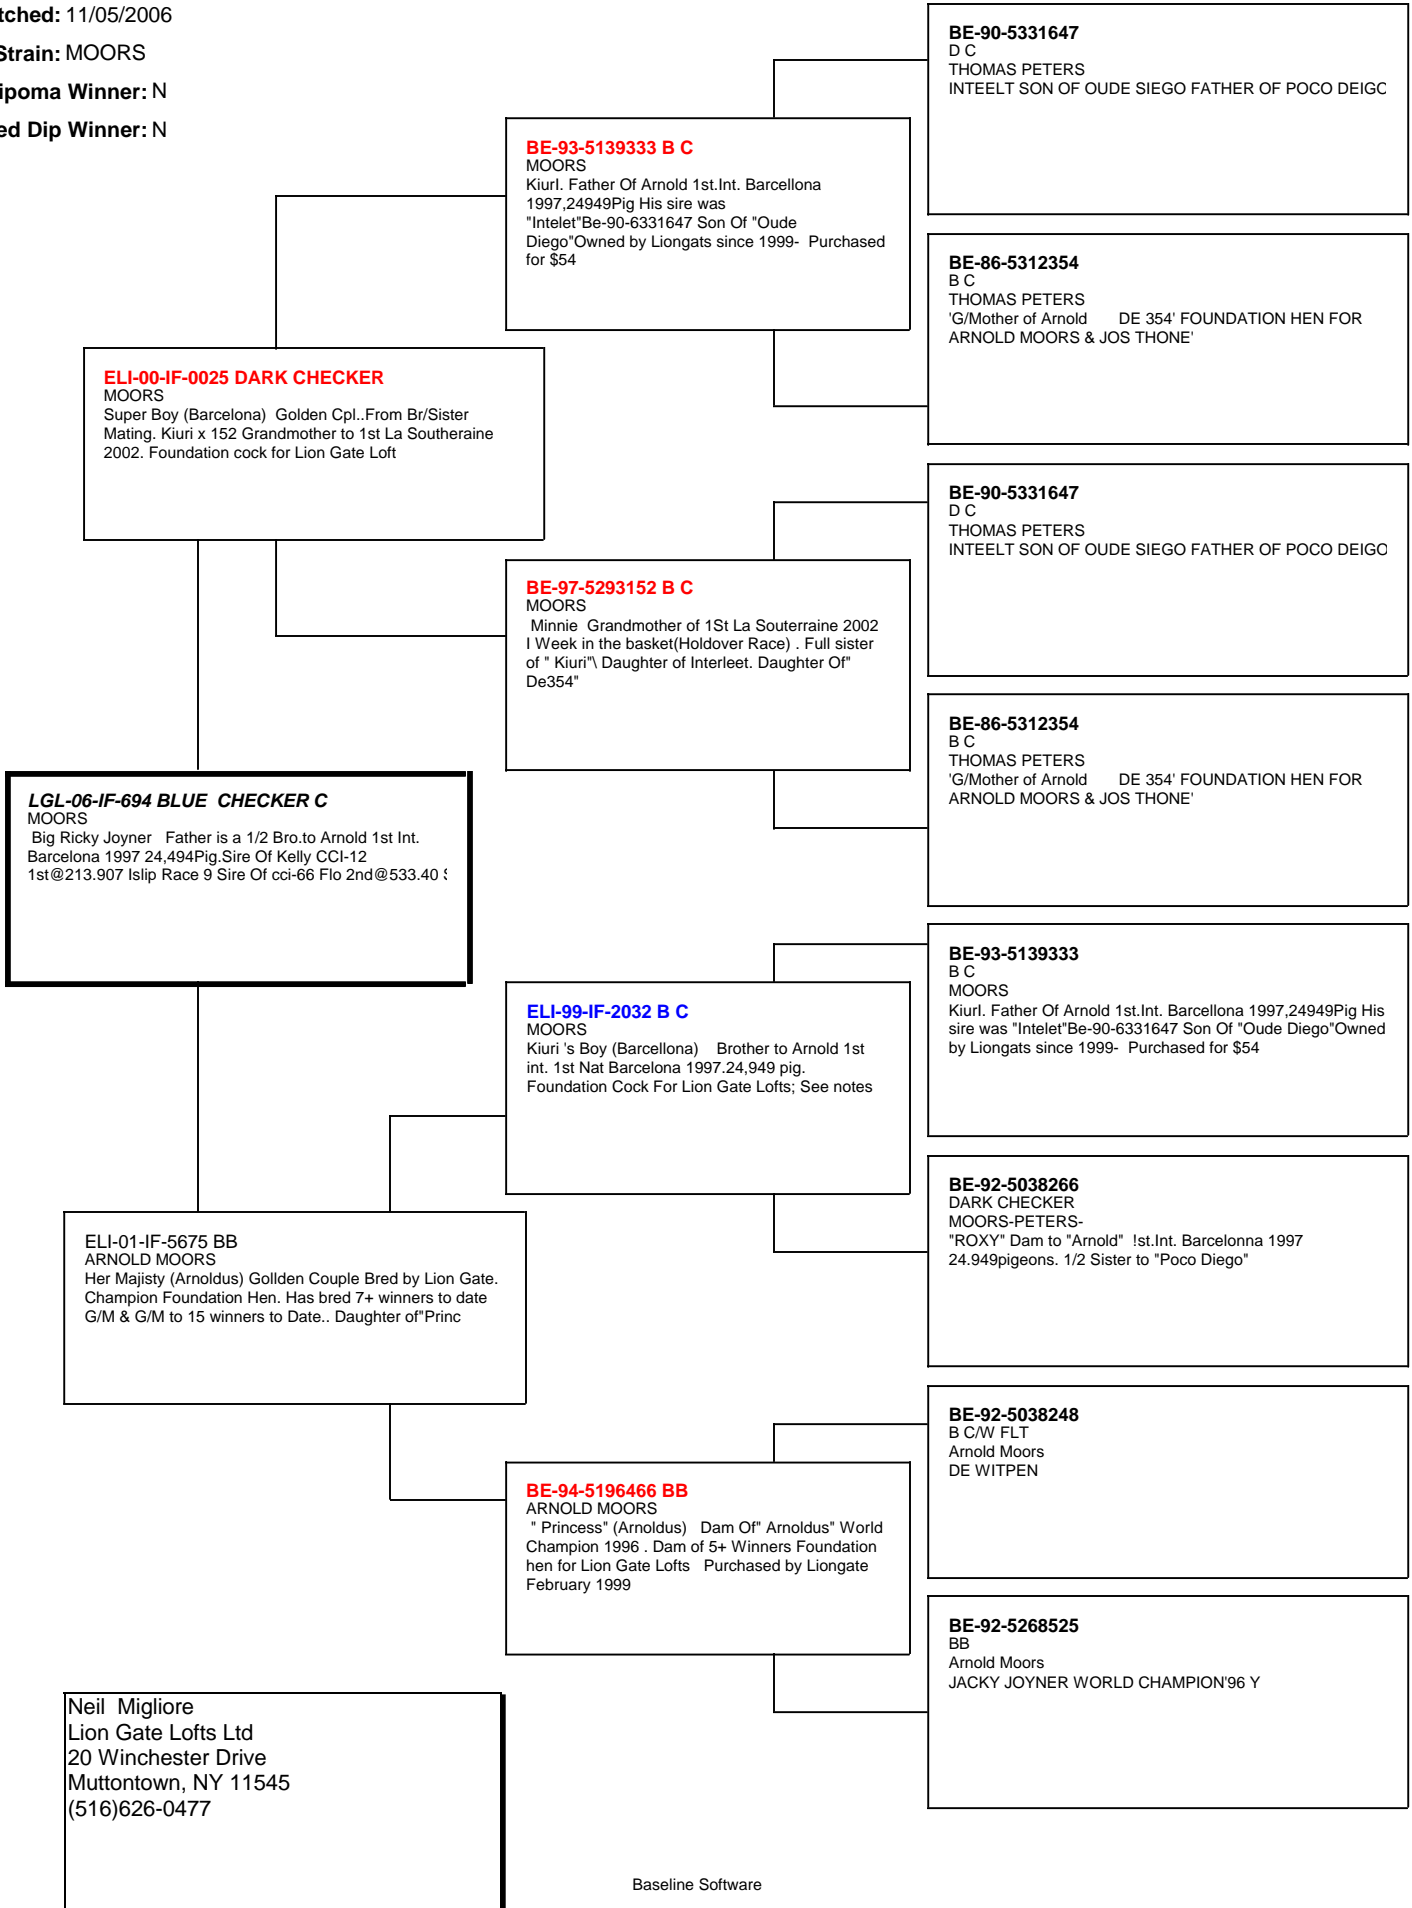 tched: 11/05/2006
Strain: MOORS
ipoma Winner: N
ed Dip Winner: N
BE-90-5331647
D C
THOMAS PETERS
INTEELT SON OF OUDE SIEGO FATHER OF POCO DEIGO
BE-93-5139333 B C
MOORS
KiurI. Father Of Arnold 1st.Int. Barcellona
1997,24949Pig His sire was
"Intelet"Be-90-6331647 Son Of "Oude
Diego"Owned by Liongats since 1999- Purchased
for $54
BE-86-5312354
B C
THOMAS PETERS
'G/Mother of Arnold DE 354' FOUNDATION HEN FOR
ARNOLD MOORS & JOS THONE'
ELI-00-IF-0025 DARK CHECKER
MOORS
Super Boy (Barcelona) Golden Cpl..From Br/Sister
Mating. Kiuri x 152 Grandmother to 1st La Southeraine
2002. Foundation cock for Lion Gate Loft
BE-90-5331647
D C
THOMAS PETERS
INTEELT SON OF OUDE SIEGO FATHER OF POCO DEIGO
BE-97-5293152 B C
MOORS
Minnie Grandmother of 1St La Souterraine 2002
I Week in the basket(Holdover Race) . Full sister
of " Kiuri"\ Daughter of Interleet. Daughter Of"
De354"
BE-86-5312354
B C
THOMAS PETERS
'G/Mother of Arnold DE 354' FOUNDATION HEN FOR
ARNOLD MOORS & JOS THONE'
LGL-06-IF-694 BLUE CHECKER C
MOORS
Big Ricky Joyner Father is a 1/2 Bro.to Arnold 1st Int.
Barcelona 1997 24,494Pig.Sire Of Kelly CCI-12
1st@213.907 Islip Race 9 Sire Of cci-66 Flo 2nd@533.40
BE-93-5139333
B C
MOORS
KiurI. Father Of Arnold 1st.Int. Barcellona 1997,24949Pig His
sire was "Intelet"Be-90-6331647 Son Of "Oude Diego"Owned
by Liongats since 1999- Purchased for $54
ELI-99-IF-2032 B C
MOORS
Kiuri 's Boy (Barcellona) Brother to Arnold 1st
int. 1st Nat Barcelona 1997.24,949 pig.
Foundation Cock For Lion Gate Lofts; See notes
BE-92-5038266
DARK CHECKER
MOORS-PETERS-
"ROXY" Dam to "Arnold" !st.Int. Barcelonna 1997
24.949pigeons. 1/2 Sister to "Poco Diego"
ELI-01-IF-5675 BB
ARNOLD MOORS
Her Majisty (Arnoldus) Gollden Couple Bred by Lion Gate.
Champion Foundation Hen. Has bred 7+ winners to date
G/M & G/M to 15 winners to Date.. Daughter of"Princ
BE-92-5038248
B C/W FLT
Arnold Moors
DE WITPEN
BE-94-5196466 BB
ARNOLD MOORS
" Princess" (Arnoldus) Dam Of" Arnoldus" World
Champion 1996 . Dam of 5+ Winners Foundation
hen for Lion Gate Lofts Purchased by Liongate
February 1999
BE-92-5268525
BB
Arnold Moors
JACKY JOYNER WORLD CHAMPION'96 Y
Neil Migliore
Lion Gate Lofts Ltd
20 Winchester Drive
Muttontown, NY 11545
(516)626-0477
Baseline Software